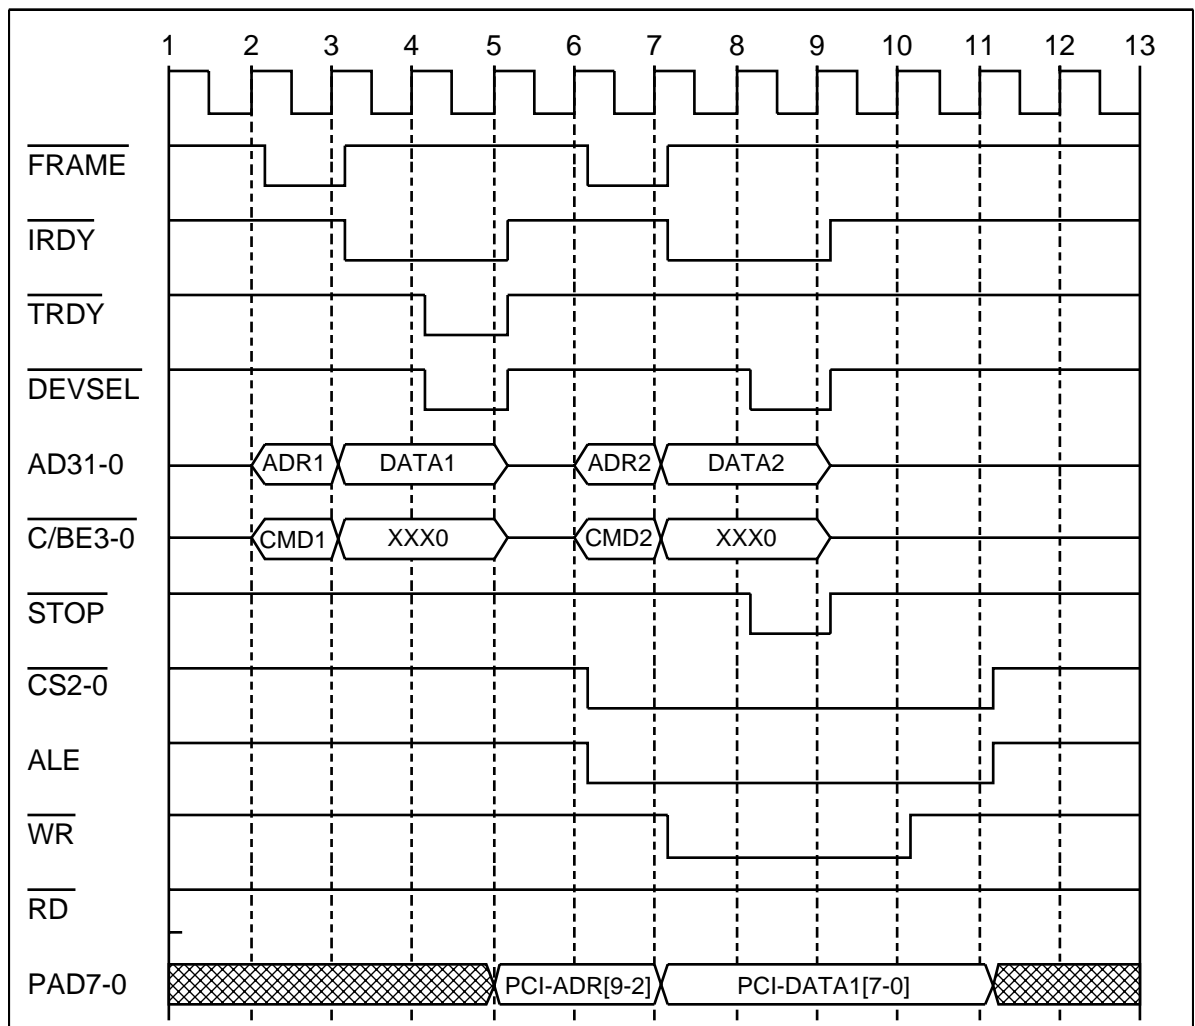 1 2 3 4 5 6 7 8 9 10 11 12 13
FRAME
IRDY
TRDY
DEVSEL
AD31-0 ADR1 DATA1 ADR2 DATA2
C/BE3-0 CMD1 XXX0 CMD2 XXX0
STOP
CS2-0
ALE
WR
RD
PAD7-0 PCI-ADR[9-2] PCI-DATA1[7-0]